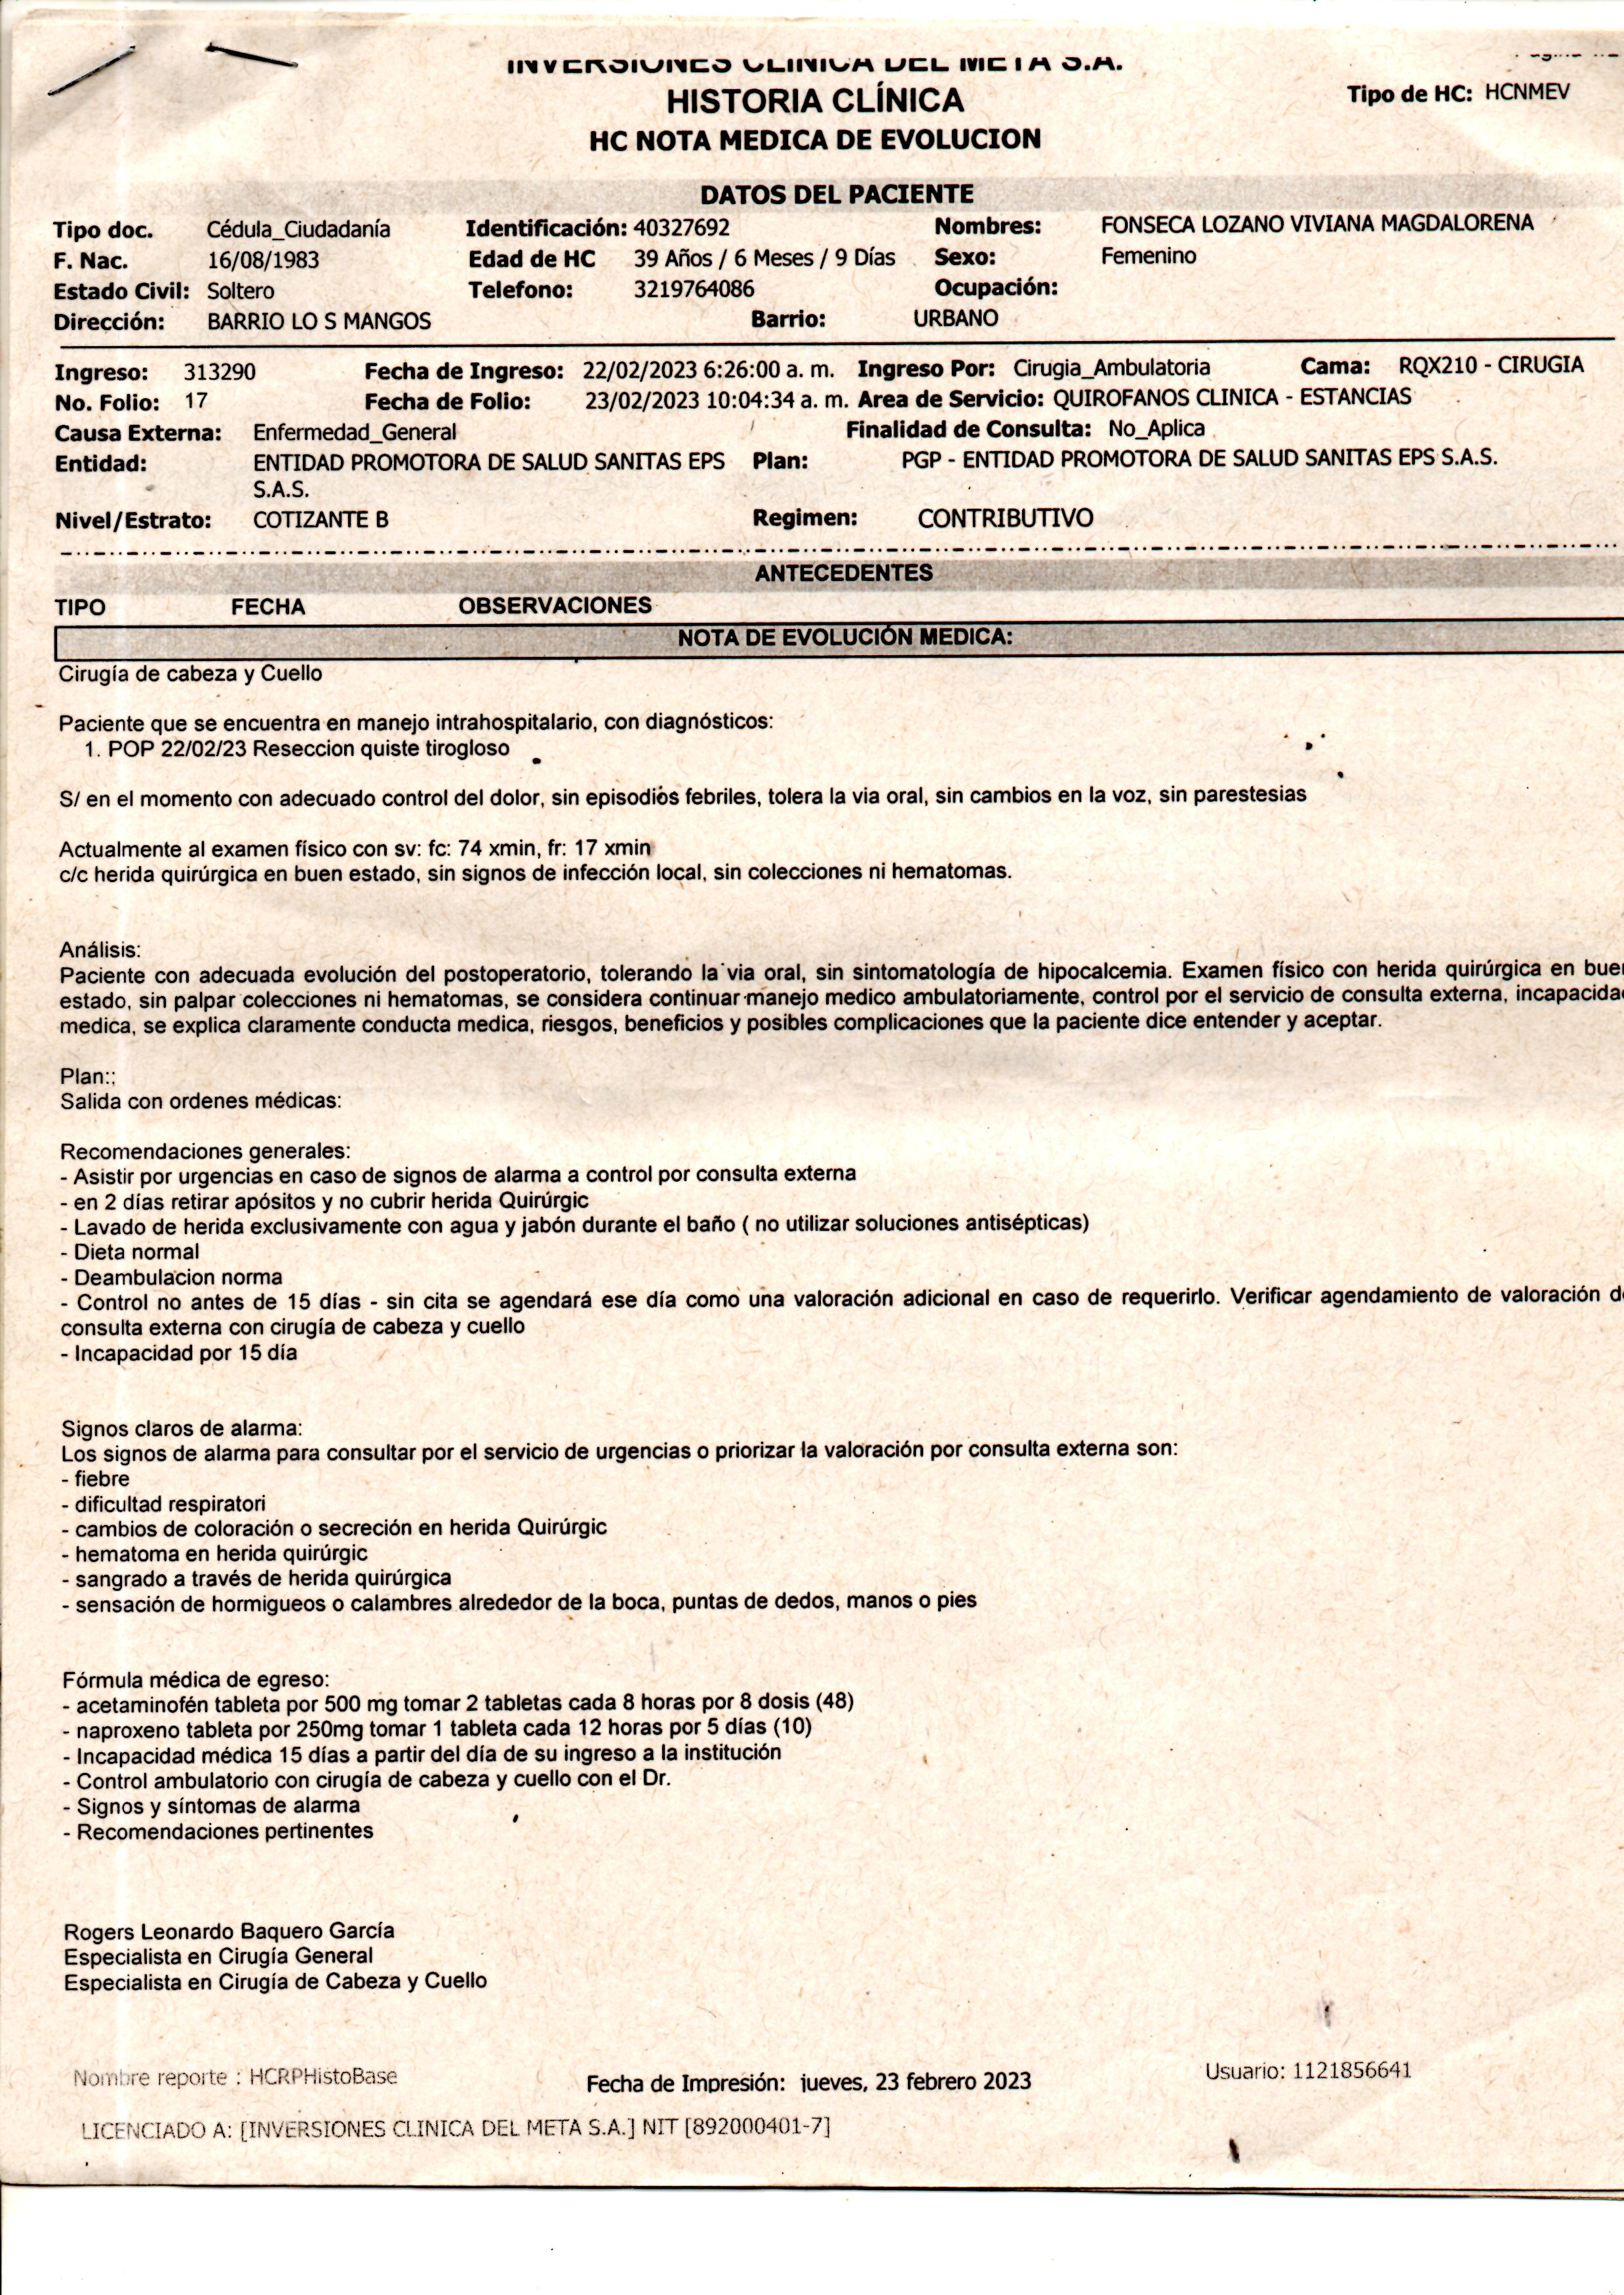 INVERSIONES CLINICA DEL META S.A.
HISTORIA CLÍNICA
Tipo de HC: HCNMEV
HC NOTA MEDICA DE EVOLUCION
DATOS DEL PACIENTE
Tipo doc. Cédula_Ciudadanía Identificación: 40327692 Nombres: FONSECA LOZANO VIVIANA MAGDALORENA
F. Nac. 16/08/1983 Edad de HC 39 Años / 6 Meses / 9 Días Sexo: Femenino
Estado Civil: Soltero Telefono: 3219764086 Ocupación:
Dirección: BARRIO LO S MANGOS Barrio: URBANO
Ingreso: 313290 Fecha de Ingreso: 22/02/2023 6:26:00 a. m. Ingreso Por: Cirugia_Ambulatoria Cama: RQX210 - CIRUGIA
No. Folio: 17 Fecha de Folio: 23/02/2023 10:04:34 a. m. Area de Servicio: QUIROFANOS CLINICA - ESTANCIAS
Causa Externa: Enfermedad_General Finalidad de Consulta: No_Aplica
Entidad: ENTIDAD PROMOTORA DE SALUD SANITAS EPS Plan: PGP - ENTIDAD PROMOTORA DE SALUD SANITAS EPS S.A.S.
S.A.S.
Nivel/Estrato: COTIZANTE B Regimen: CONTRIBUTIVO
ANTECEDENTES
TIPO FECHA OBSERVACIONES
NOTA DE EVOLUCIÓN MEDICA:
Cirugía de cabeza y Cuello
Paciente que se encuentra en manejo intrahospitalario, con diagnósticos:
1. POP 22/02/23 Reseccion quiste tirogloso
S/ en el momento con adecuado control del dolor, sin episodios febriles, tolera la via oral, sin cambios en la voz, sin parestesias
Actualmente al examen físico con sv: fc: 74 xmin, fr: 17 xmin
c/c herida quirúrgica en buen estado, sin signos de infección local, sin colecciones ni hematomas.
Análisis:
Paciente con adecuada evolución del postoperatorio, tolerando la via oral, sin sintomatología de hipocalcemia. Examen físico con herida quirúrgica en buen
estado, sin palpar colecciones ni hematomas, se considera continuar manejo medico ambulatoriamente, control por el servicio de consulta externa, incapacidad
medica, se explica claramente conducta medica, riesgos, beneficios y posibles complicaciones que la paciente dice entender y aceptar.
Plan::
Salida con ordenes médicas:
Recomendaciones generales:
- Asistir por urgencias en caso de signos de alarma a control por consulta externa
- en 2 días retirar apósitos y no cubrir herida Quirúrgic
- Lavado de herida exclusivamente con agua y jabón durante el baño ( no utilizar soluciones antisépticas)
- Dieta normal
- Deambulacion norma
- Control no antes de 15 días - sin cita se agendará ese día como una valoración adicional en caso de requerirlo. Verificar agendamiento de valoración de
consulta externa con cirugía de cabeza y cuello
- Incapacidad por 15 día
Signos claros de alarma:
Los signos de alarma para consultar por el servicio de urgencias o priorizar la valoración por consulta externa son:
- fiebre
- dificultad respiratori
- cambios de coloración o secreción en herida Quirúrgic
- hematoma en herida quirúrgic
- sangrado a través de herida quirúrgica
- sensación de hormigueos o calambres alrededor de la boca, puntas de dedos, manos o pies
Fórmula médica de egreso:
- acetaminofén tableta por 500 mg tomar 2 tabletas cada 8 horas por 8 dosis (48)
- naproxeno tableta por 250mg tomar 1 tableta cada 12 horas por 5 días (10)
- Incapacidad médica 15 días a partir del día de su ingreso a la institución
- Control ambulatorio con cirugía de cabeza y cuello con el Dr.
- Signos y síntomas de alarma
- Recomendaciones pertinentes
Rogers Leonardo Baquero García
Especialista en Cirugía General
Especialista en Cirugía de Cabeza y Cuello
Nombre reporte : HCRPHistoBase Fecha de Impresión: jueves, 23 febrero 2023 Usuario: 1121856641
LICENCIADO A: [INVERSIONES CLINICA DEL META S.A.] NIT [892000401-7]